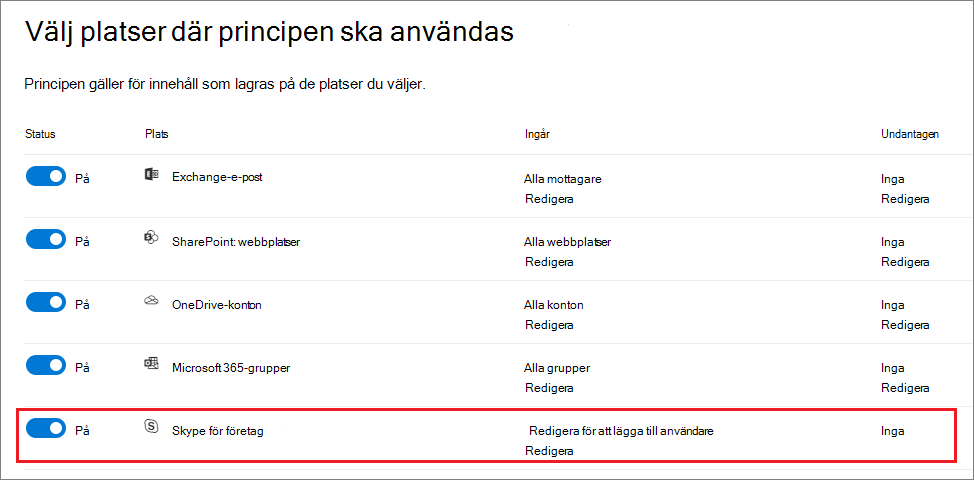 Välj platser där principen ska användas
Principen gäller för innehåll som lagras på de platser du väljer.
Status Plats Ingår Undantagen
På Exchange-e-post Alla mottagare Inga
Redigera Redigera
På SharePoint: webbplatser Alla webbplatser Inga
Redigera Redigera
På OneDrive-konton Alla konton Inga
Redigera Redigera
På Microsoft 365-grupper Alla grupper Inga
Redigera Redigera
På Skype för företag Redigera för att lägga till användare Inga
Redigera